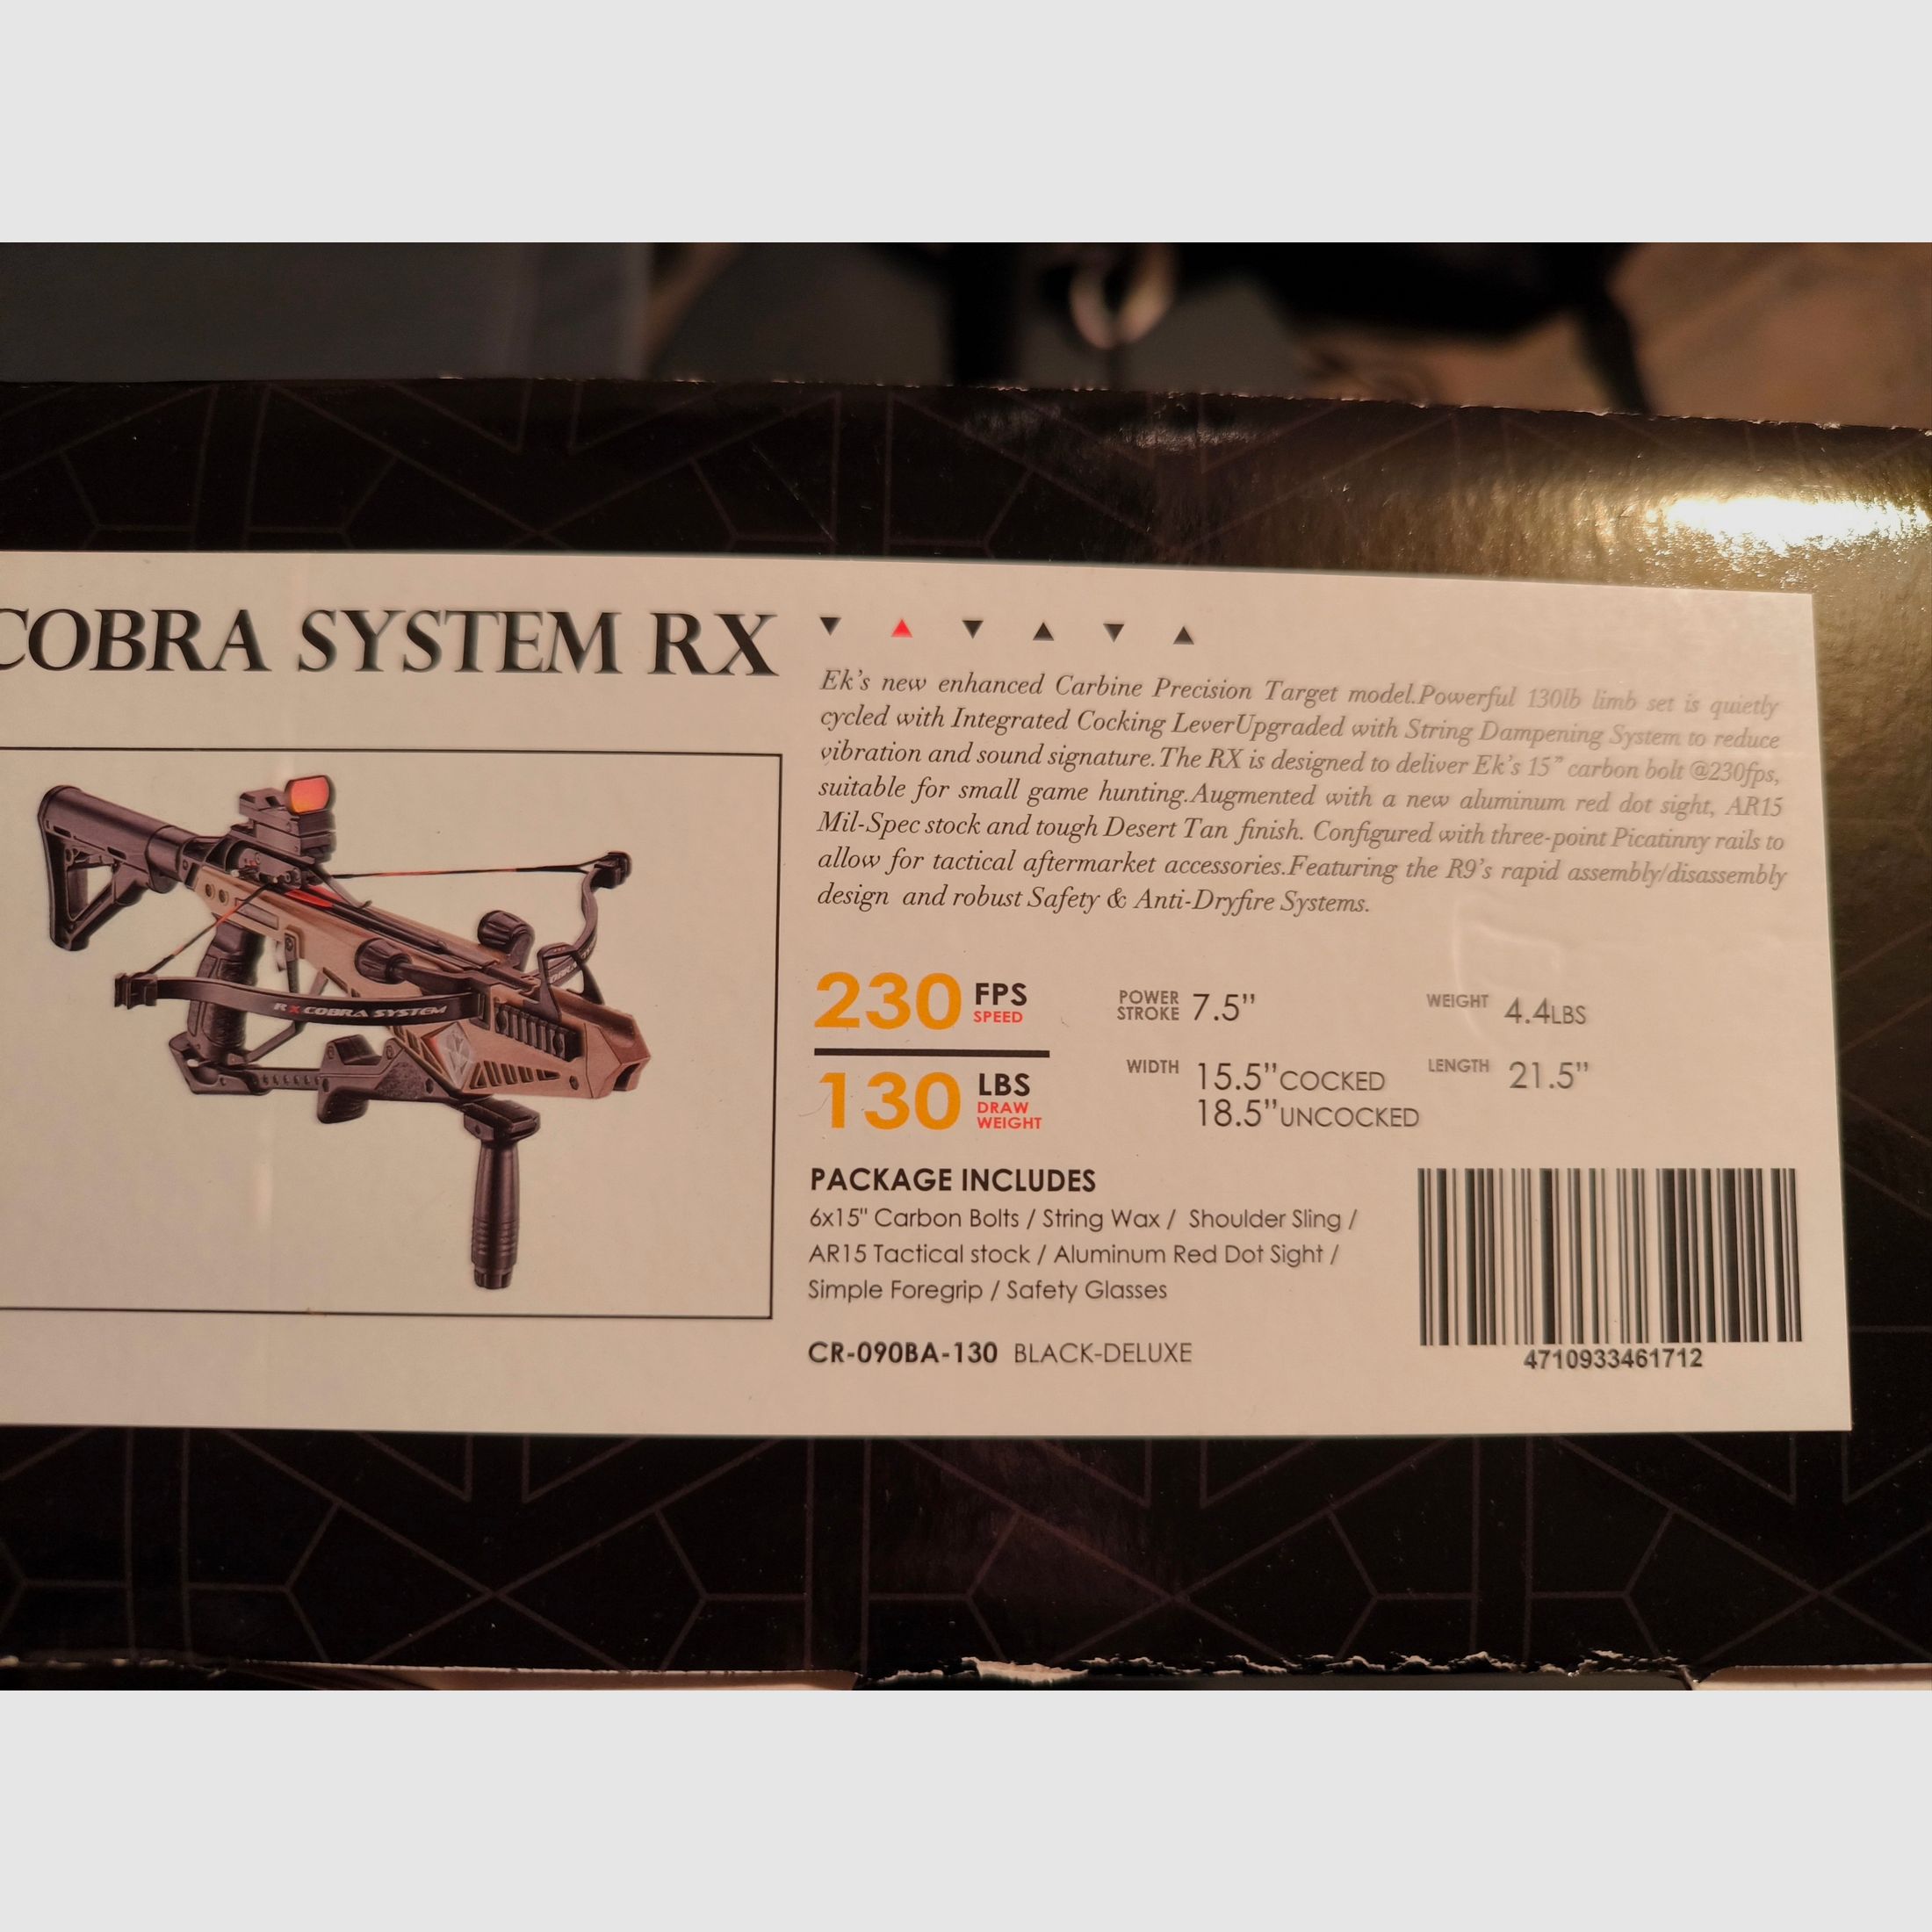 COBRA SYSTEM RX
Ek's new enhanced Carbine Precision Target model.Powerful 130lb limb set is quietly
cycled with Integrated Cocking LeverUpgraded with String Dampening System to reduce
vibration and sound signature.The RX is designed to deliver Ek's 15" carbon bolt @230fps,
suitable for small game hunting.Augmented with a new aluminum red dot sight, AR15
Mil-Spec stock and tough Desert Tan finish. Configured with three-point Picatinny rails to
allow for tactical aftermarket accessories.Featuring the R9's rapid assembly/disassembly
design and robust Safety & Anti-Dryfire Systems.
RX COBRA SYSTEM
230 FPS SPEED
130 LBS DRAW WEIGHT
POWER STROKE 7.5"
WIDTH 15.5"COCKED
18.5"UNCOCKED
WEIGHT 4.4LBS
LENGTH 21.5"
PACKAGE INCLUDES
6x15" Carbon Bolts / String Wax / Shoulder Sling /
AR15 Tactical stock / Aluminum Red Dot Sight /
Simple Foregrip / Safety Glasses
CR-090BA-130 BLACK-DELUXE
4710933461712